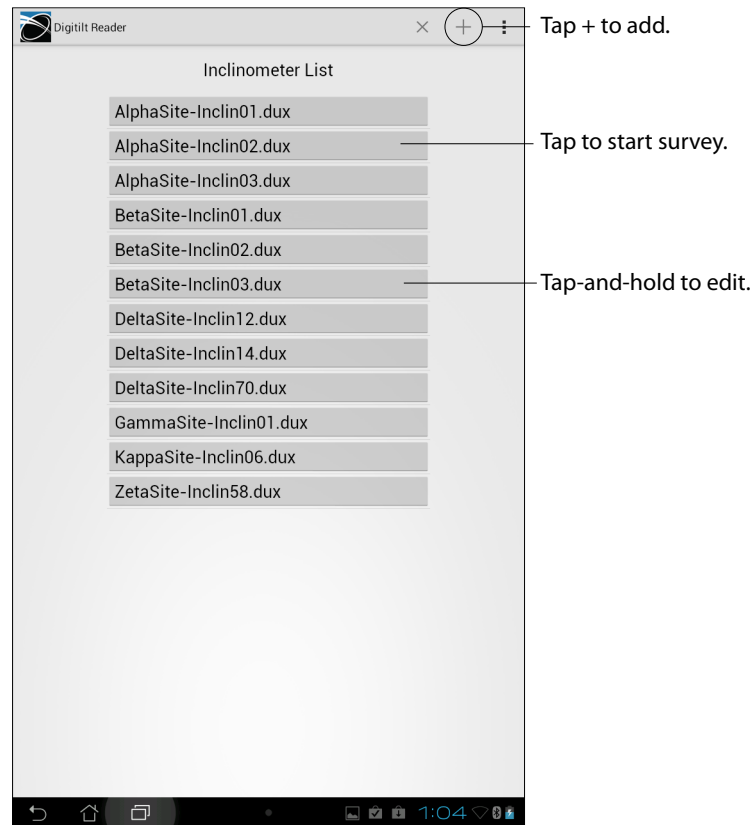 Digitilt Reader
Tap + to add.
Inclinometer List
AlphaSite-Inclin01.dux
AlphaSite-Inclin02.dux
Tap to start survey.
AlphaSite-Inclin03.dux
BetaSite-Inclin01.dux
BetaSite-Inclin02.dux
BetaSite-Inclin03.dux
Tap-and-hold to edit.
DeltaSite-Inclin12.dux
DeltaSite-Inclin14.dux
DeltaSite-Inclin70.dux
GammaSite-Inclin01.dux
KappaSite-Inclin06.dux
ZetaSite-Inclin58.dux
1:04